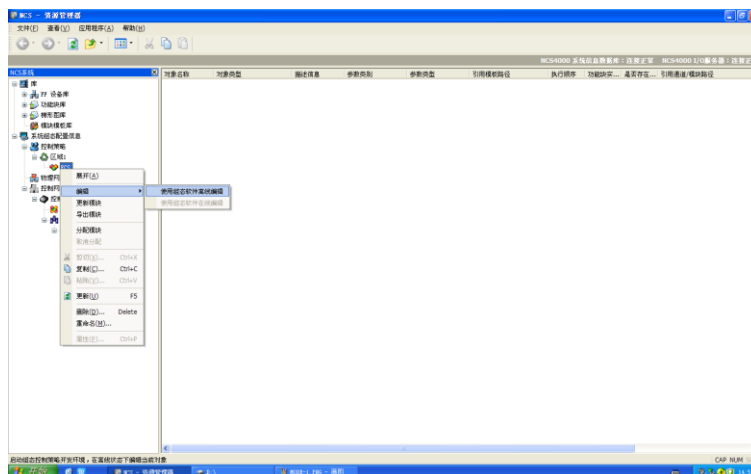 NCS - 资源管理器
文件(F) 查看(V) 应用程序(A) 帮助(H)
NCS4000 系统信息数据库：连接正常 NCS4000 I/O服务器：连接正
NCS系统
对象名称 对象类型 描述信息 参数类别 参数类型 引用模板路径 执行顺序 功能块实... 是否存在... 引用通道/模块路径
库
FF 设备库
功能块库
梯形图库
模块模板库
系统组态配置信息
控制策略
区域:
展开(A)
编辑
使用组态软件离线编辑
使用组态软件在线编辑
更新模块
导出模块
分配模块
取消分配
剪切(X)... Ctrl+X
复制(C)... Ctrl+C
粘贴(V)... Ctrl+V
更新(U) F5
删除(D)... Delete
重命名(M)...
属性(P)... Ctrl+P
启动组态控制策略开发环境，在离线状态下编辑当前对象
CAP NUM
开始
NCS - 资源管理器